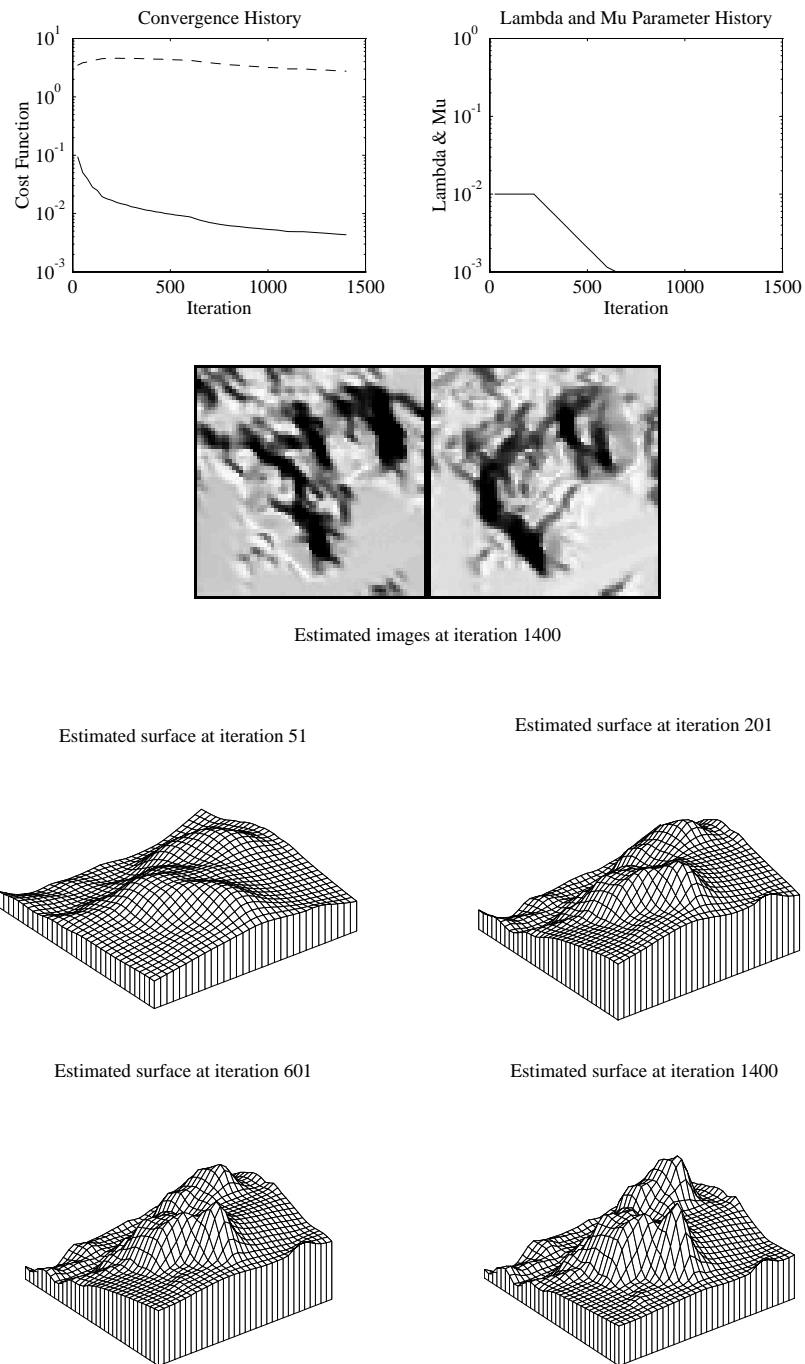 Convergence History
10^1
10^0
10^-1
10^-2
10^-3
Cost Function
0
500
1000
1500
Iteration
Lambda and Mu Parameter History
10^0
10^-1
10^-2
10^-3
Lambda & Mu
0
500
1000
1500
Iteration
Estimated images at iteration 1400
Estimated surface at iteration 51
Estimated surface at iteration 201
Estimated surface at iteration 601
Estimated surface at iteration 1400